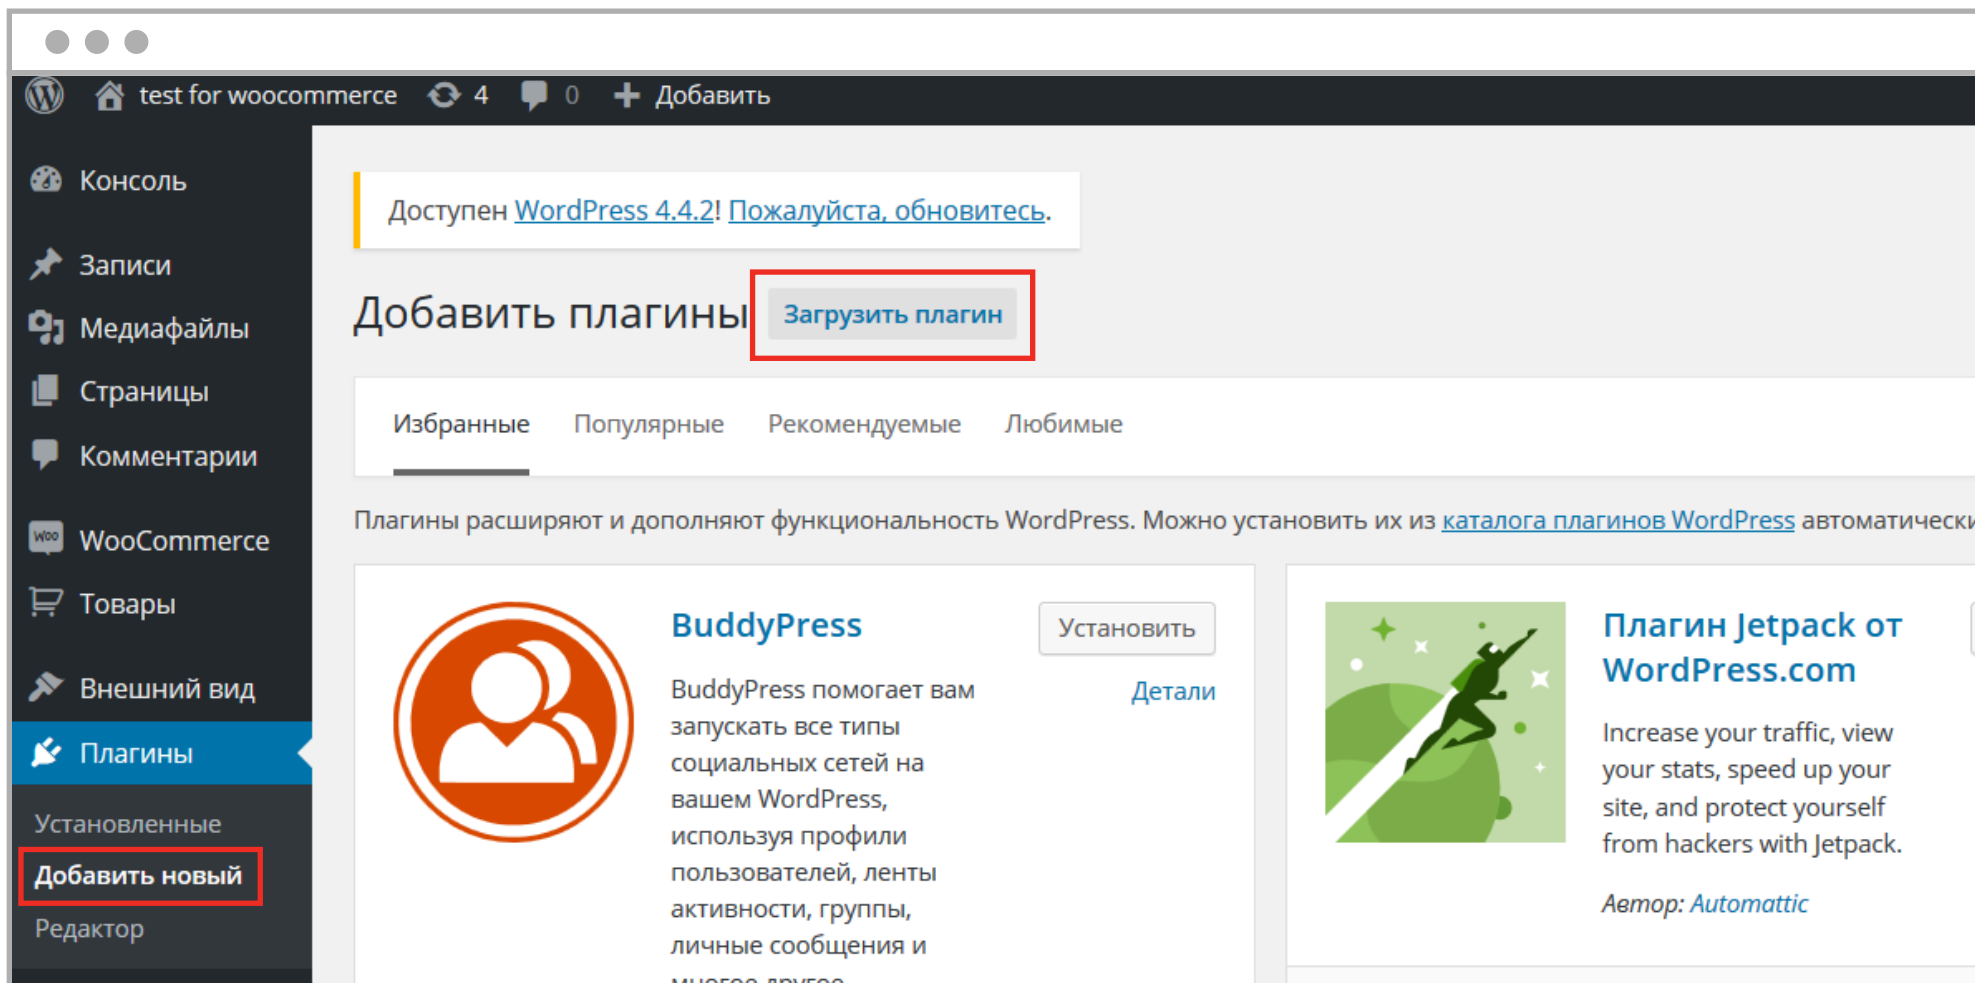 test for woocommerce 4 0 Добавить
Консоль
Записи
Медиафайлы
Страницы
Комментарии
Woo WooCommerce
Товары
Внешний вид
Плагины
Установленные
Добавить новый
Редактор
Доступен WordPress 4.4.2! Пожалуйста, обновитесь.
Добавить плагины Загрузить плагин
Избранные Популярные Рекомендуемые Любимые
Плагины расширяют и дополняют функциональность WordPress. Можно установить их из каталога плагинов WordPress автоматически
BuddyPress
Установить
Детали
BuddyPress помогает вам
запускать все типы
социальных сетей на
вашем WordPress,
используя профили
пользователей, ленты
активности, группы,
личные сообщения и
многое другое
Плагин Jetpack от
WordPress.com
Increase your traffic, view
your stats, speed up your
site, and protect yourself
from hackers with Jetpack.
Автор: Automattic